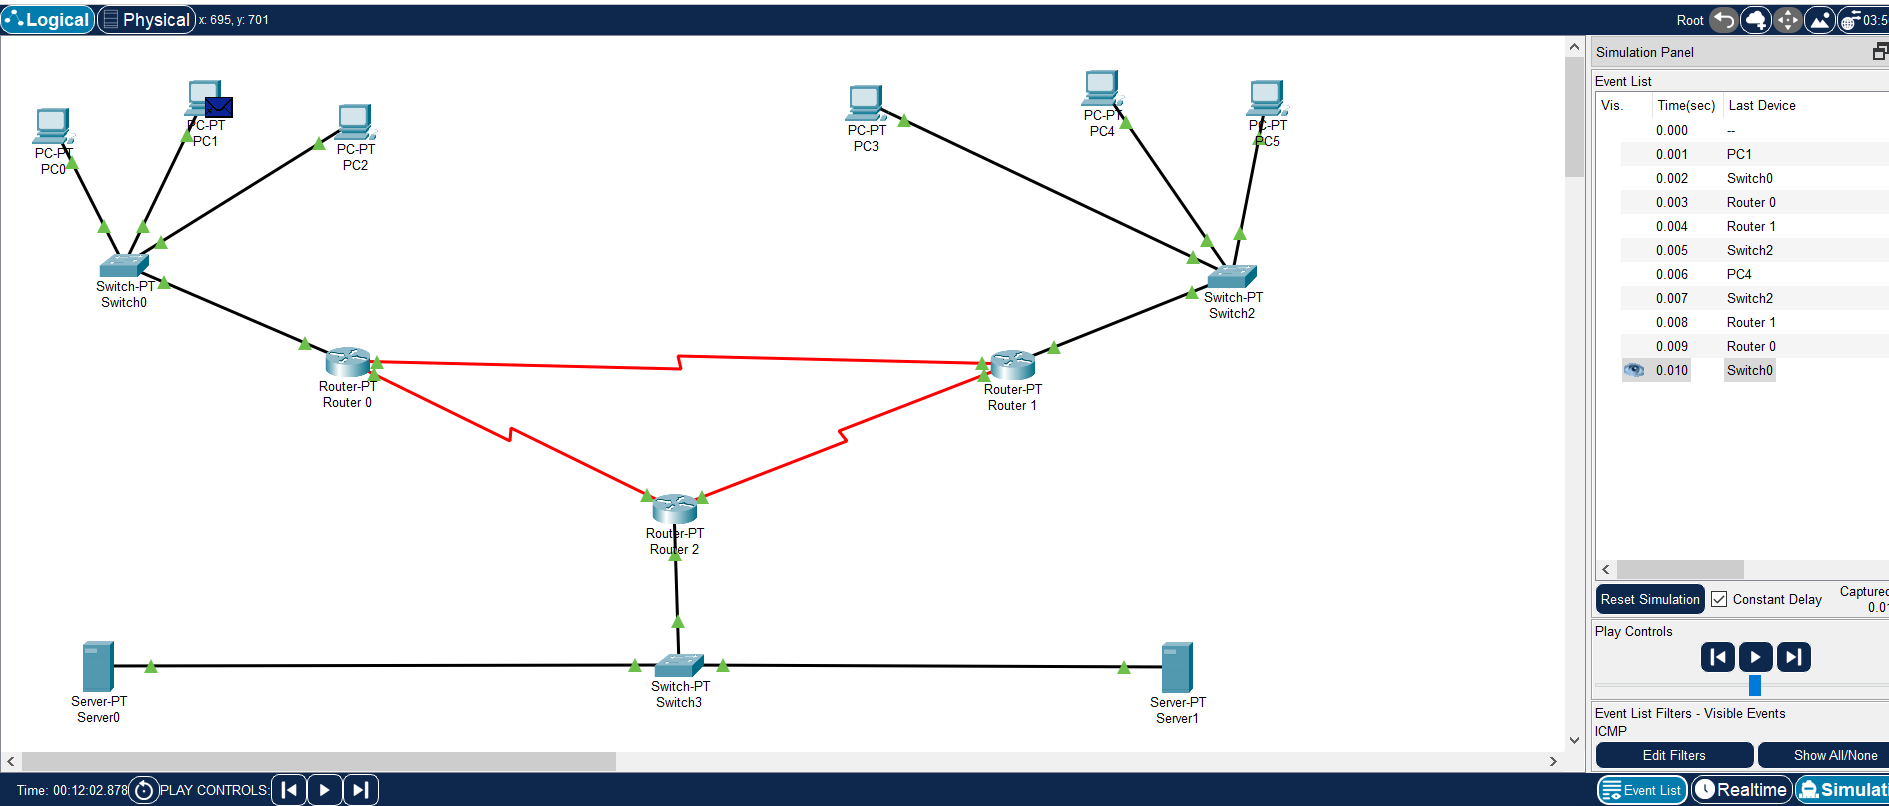 Logical Physical x: 695, y: 701 Root 03:5
Simulation Panel
Event List
Vis. Time(sec) Last Device
0.000 --
0.001 PC1
0.002 Switch0
0.003 Router 0
0.004 Router 1
0.005 Switch2
0.006 PC4
0.007 Switch2
0.008 Router 1
0.009 Router 0
0.010 Switch0
Reset Simulation Constant Delay Captured
0.01
Play Controls
Event List Filters - Visible Events
ICMP
Edit Filters Show All/None
PC-PT
PC0
PC-PT
PC1
PC-PT
PC2
PC-PT
PC3
PC-PT
PC4
PC-PT
PC5
Switch-PT
Switch0
Switch-PT
Switch2
Router-PT
Router 0
Router-PT
Router 1
Router-PT
Router 2
Switch-PT
Switch3
Server-PT
Server0
Server-PT
Server1
Time: 00:12:02.878 PLAY CONTROLS: Event List Realtime Simulati